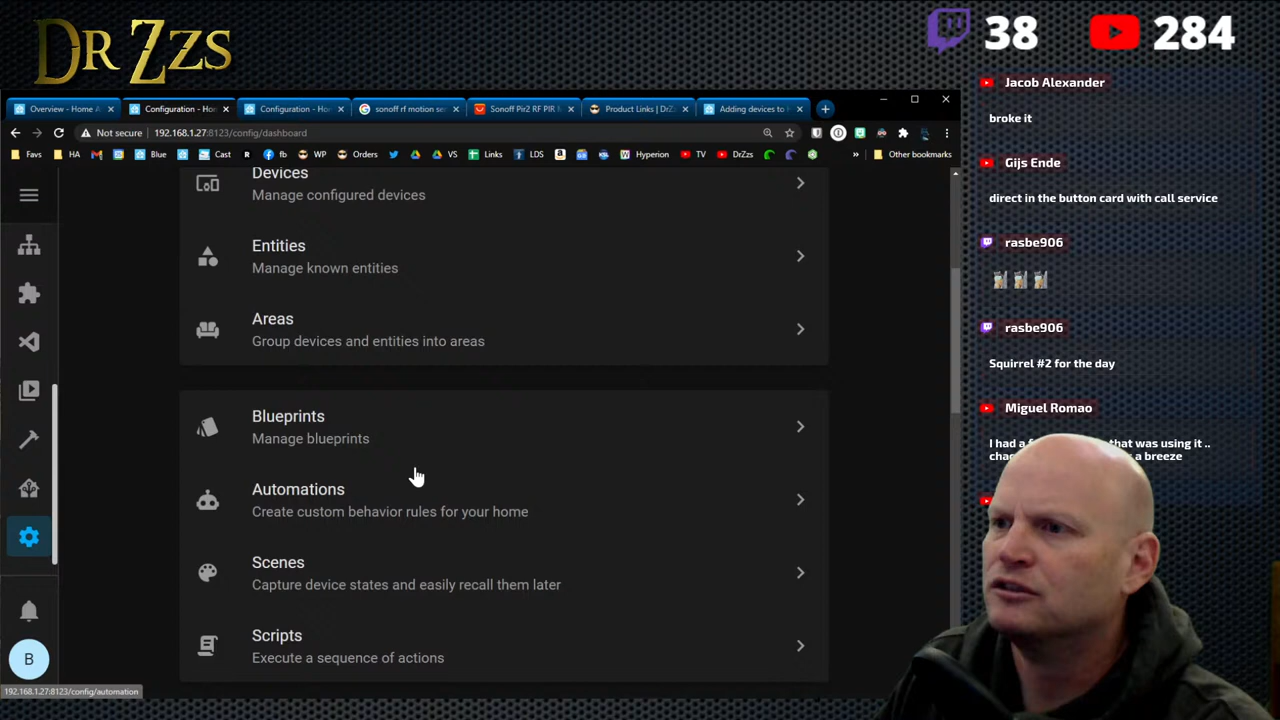 DR ZZS
38
284
Overview - Home A
Configuration - Hom
Configuration - Hom
sonoff rf motion se
Sonoff Pir2 RF PIR M
Product Links | DrZ
Adding devices to H
Not secure
192.168.1.27:8123/config/dashboard
Favs
HA
Blue
Cast
fb
WP
Orders
VS
Links
LDS
Hyperion
TV
DrZzs
Other bookmarks
Devices
Manage configured devices
Entities
Manage known entities
Areas
Group devices and entities into areas
Blueprints
Manage blueprints
Automations
Create custom behavior rules for your home
Scenes
Capture device states and easily recall them later
Scripts
Execute a sequence of actions
B
192.168.1.27:8123/config/automation
Jacob Alexander
broke it
Gijs Ende
direct in the button card with call service
rasbe906
rasbe906
Squirrel #2 for the day
Miguel Romao
I had a that was using it ..
a breeze